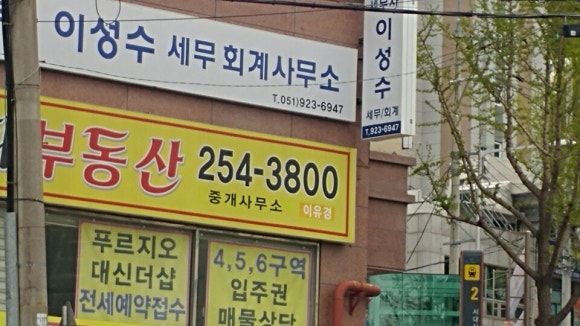 이성수 세무회계사무소
T.051)923-6947
이성수
세무/회계
T.923-6947
부동산 254-3800
중개사무소 이유경
푸르지오
대신더샵
전세예약접수
4,5,6구역
입주권
매물상담
2
서대